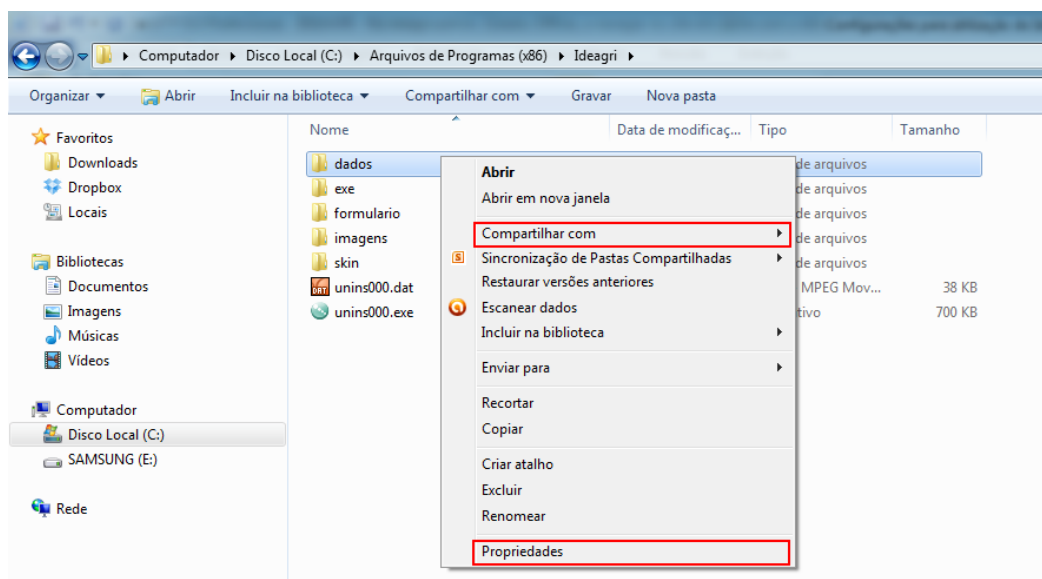 Computador Disco Local (C:) Arquivos de Programas (x86) Ideagri
Organizar Abrir Incluir na biblioteca Compartilhar com Gravar Nova pasta
Favoritos
Downloads
Dropbox
Locais
Bibliotecas
Documentos
Imagens
Músicas
Vídeos
Computador
Disco Local (C:)
SAMSUNG (E:)
Rede
Nome Data de modificaç... Tipo Tamanho
dados de arquivos
exe de arquivos
formulario de arquivos
imagens de arquivos
skin de arquivos
unins000.dat MPEG Mov... 38 KB
unins000.exe tivo 700 KB
Abrir
Abrir em nova janela
Compartilhar com
Sincronização de Pastas Compartilhadas
Restaurar versões anteriores
Escanear dados
Incluir na biblioteca
Enviar para
Recortar
Copiar
Criar atalho
Excluir
Renomear
Propriedades